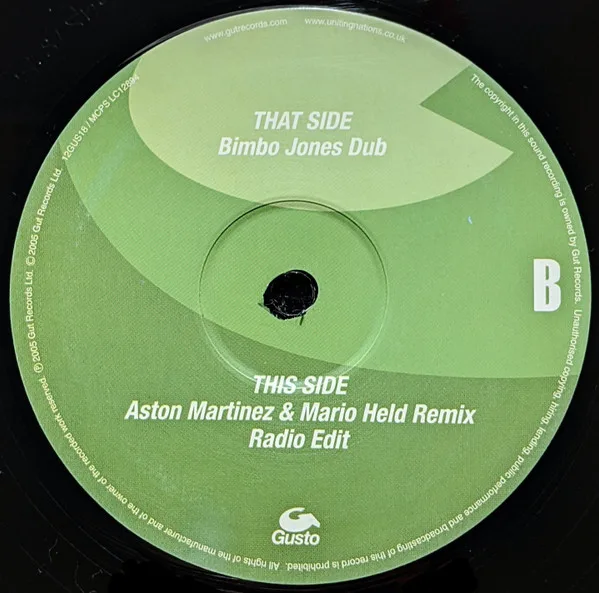 www.gutrecords.com
www.unitingnations.co.uk
THAT SIDE
Bimbo Jones Dub
B
THIS SIDE
Aston Martinez & Mario Held Remix
Radio Edit
Gusto
℗ 2005 Gut Records Ltd. © 2005 Gut Records Ltd. 12GUS18 / MCPS LC12694
The copyright in this sound recording is owned by Gut Records. Unauthorised copying, hiring, lending, public performance and broadcasting of this record is prohibited. All rights of the manufacturer and of the owner of the recorded work reserved